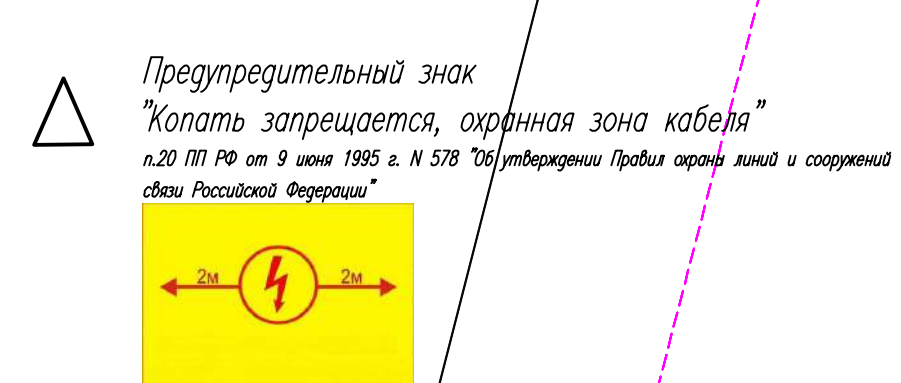 Предупредительный знак
"Копать запрещается, охранная зона кабеля"
п.20 ПП РФ от 9 июня 1995 г. N 578 "Об утверждении Правил охраны линий и сооружений
связи Российской Федерации"
2м 2м